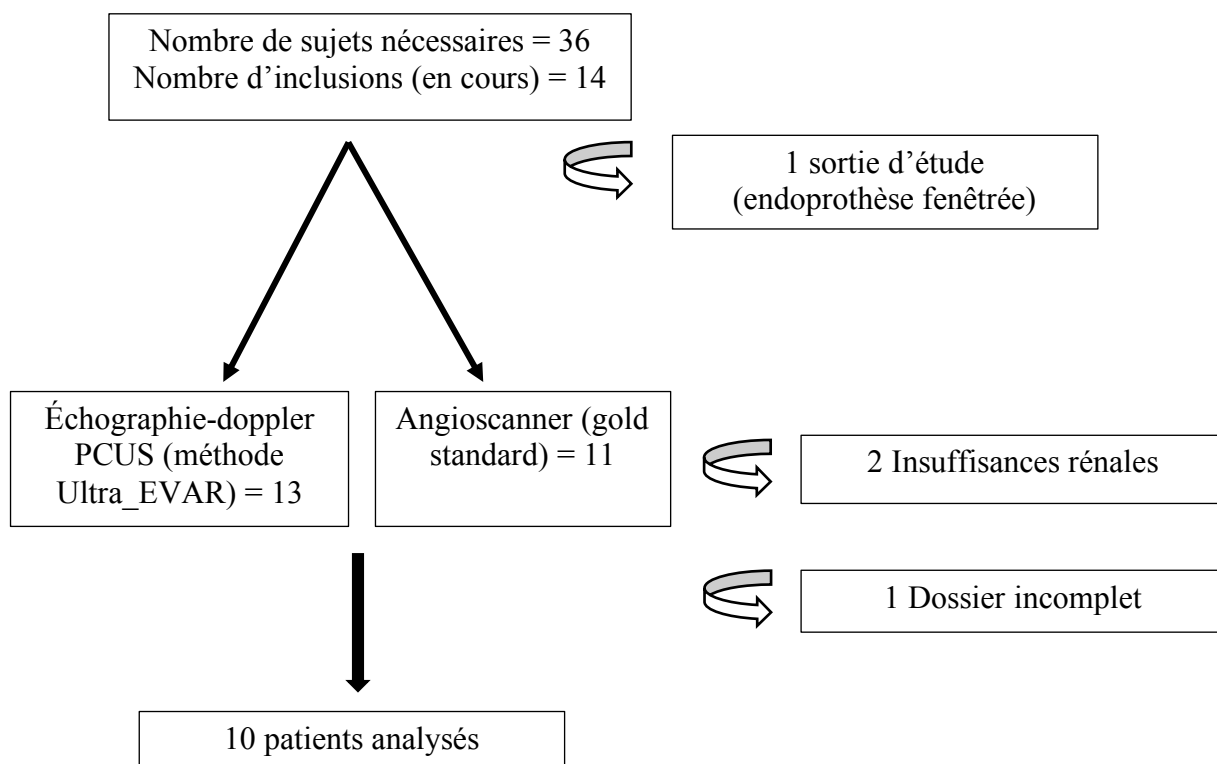 Nombre de sujets nécessaires = 36
Nombre d’inclusions (en cours) = 14
1 sortie d’étude
(endoprothèse fenêtrée)
Échographie-doppler
PCUS (méthode
Ultra_EVAR) = 13
Angioscanner (gold
standard) = 11
2 Insuffisances rénales
1 Dossier incomplet
10 patients analysés